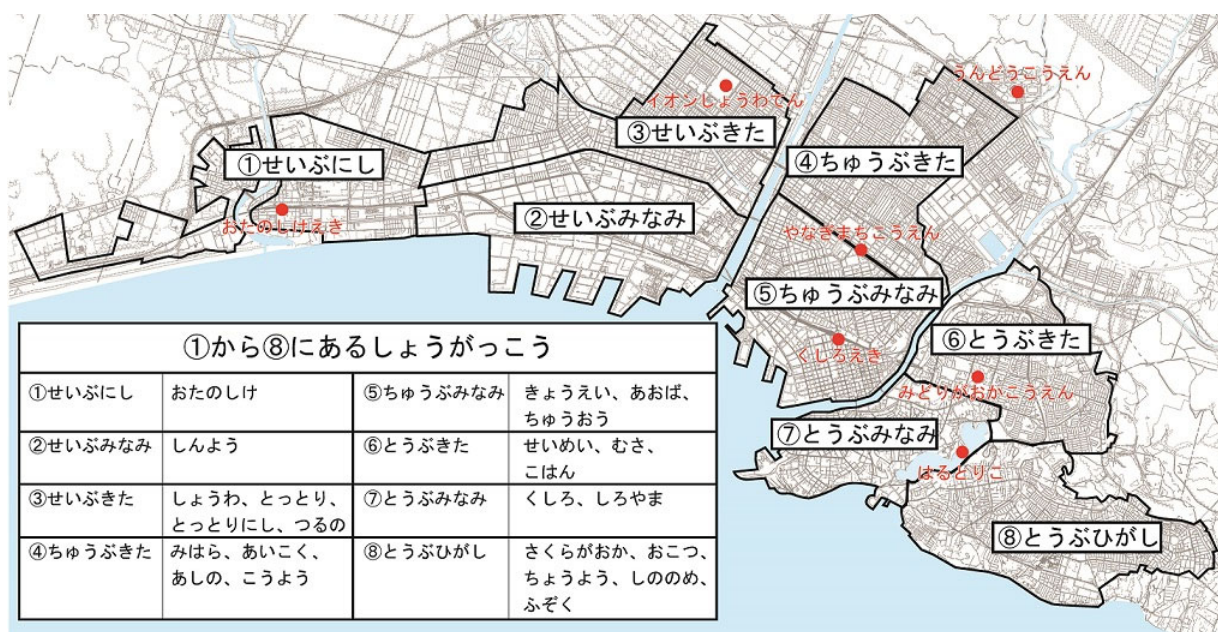 うんどうこうえん
イオンしょうわてん
③せいぶきた
①せいぶにし
④ちゅうぶきた
おたのしけえき
②せいぶみなみ
やなぎまちこうえん
⑤ちゅうぶみなみ
⑥とうぶきた
くしろえき
みどりがおかこうえん
⑦とうぶみなみ
はるとりこ
⑧とうぶひがし
①から⑧にあるしょうがっこう
①せいぶにし
おたのしけ
⑤ちゅうぶみなみ
きょうえい、あおば、
ちゅうおう
②せいぶみなみ
しんよう
⑥とうぶきた
せいめい、むさ、
こはん
③せいぶきた
しょうわ、とっとり、
とっとりにし、つるの
⑦とうぶみなみ
くしろ、しろやま
④ちゅうぶきた
みはら、あいこく、
あしの、こうよう
⑧とうぶひがし
さくらがおか、おこつ、
ちょうよう、しののめ、
ふぞく